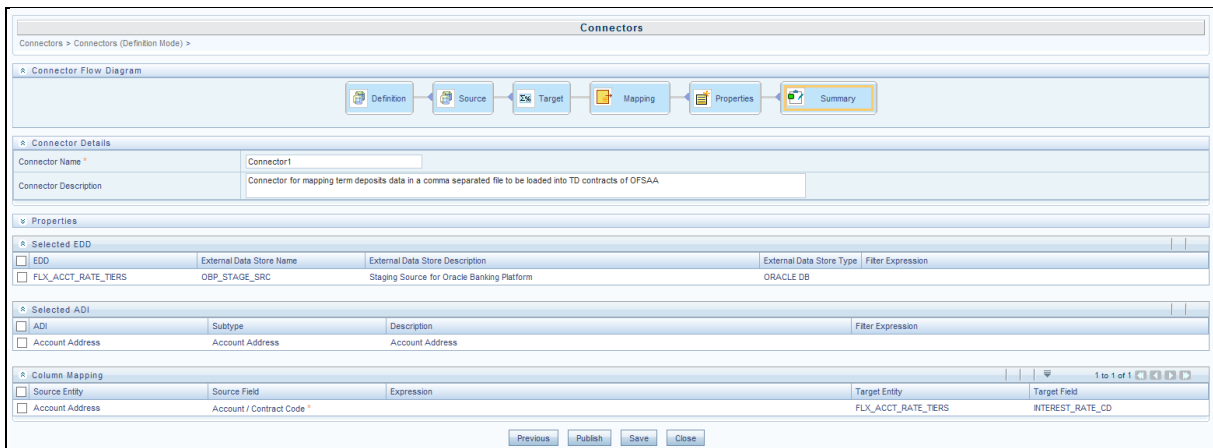 Connectors
Connectors > Connectors (Definition Mode) >
Connector Flow Diagram
Definition Source Target Mapping Properties Summary
Connector Details
Connector Name * Connector1
Connector Description Connector for mapping term deposits data in a comma separated file to be loaded into TD contracts of OFSAA
Properties
Selected EDD
EDD External Data Store Name External Data Store Description External Data Store Type Filter Expression
FLX_ACCT_RATE_TIERS OBP_STAGE_SRC Staging Source for Oracle Banking Platform ORACLE DB
Selected ADI
ADI Subtype Description Filter Expression
Account Address Account Address Account Address
Column Mapping 1 to 1 of 1
Source Entity Source Field Expression Target Entity Target Field
Account Address Account / Contract Code * FLX_ACCT_RATE_TIERS INTEREST_RATE_CD
Previous Publish Save Close